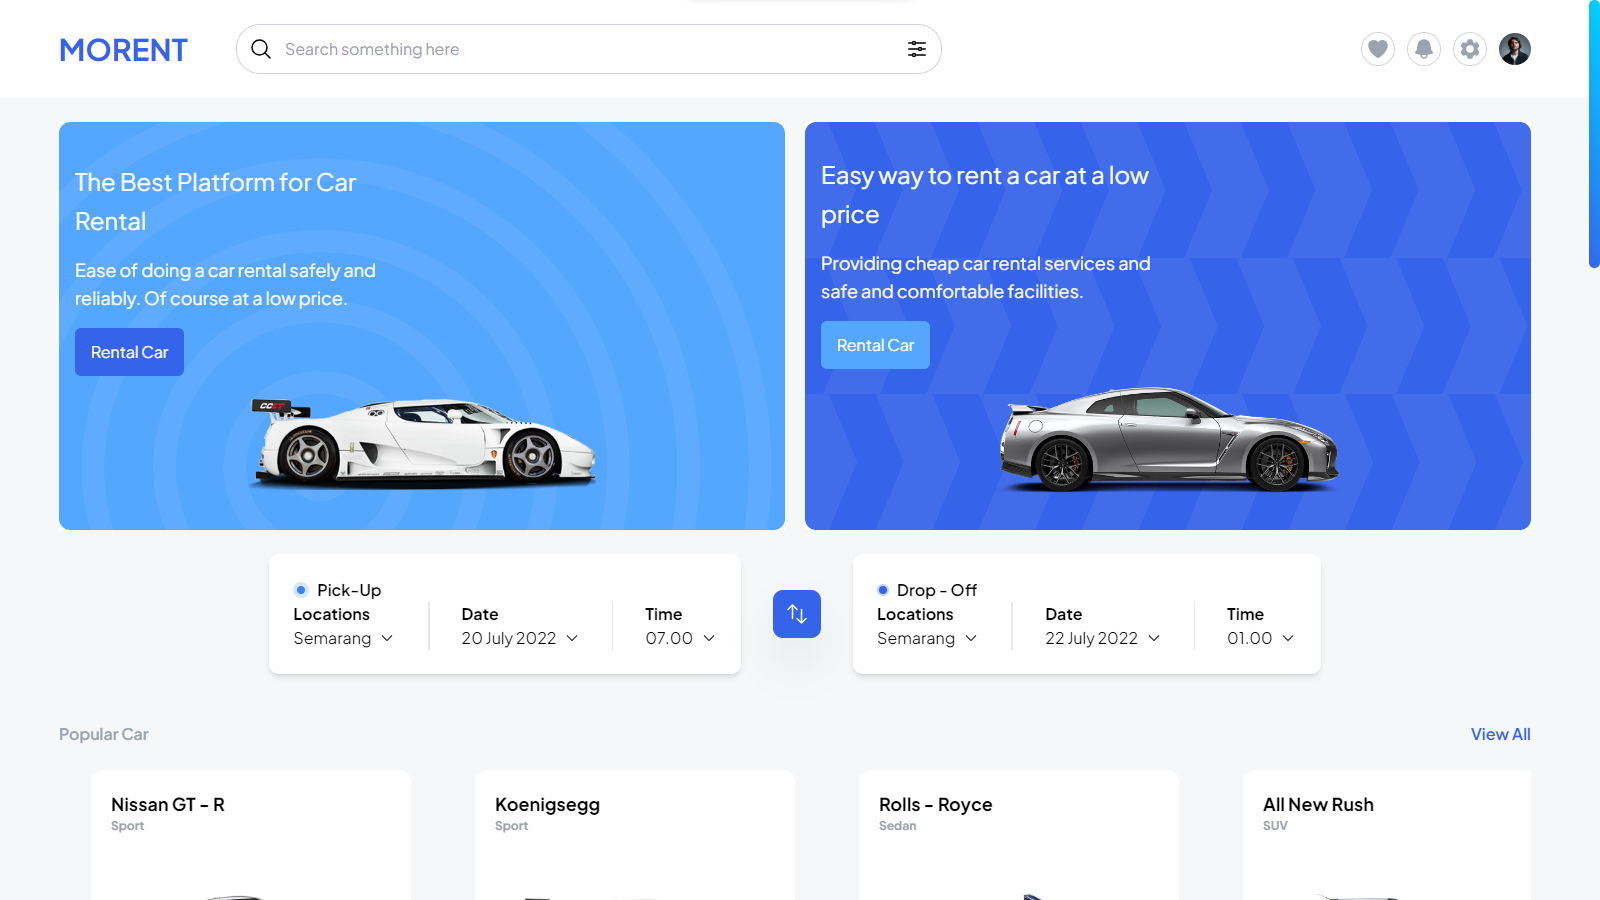 MORENT
Search something here
The Best Platform for Car
Rental
Ease of doing a car rental safely and
reliably. Of course at a low price.
Rental Car
Easy way to rent a car at a low
price
Providing cheap car rental services and
safe and comfortable facilities.
Rental Car
Pick-Up
Locations
Semarang
Date
20 July 2022
Time
07.00
Drop - Off
Locations
Semarang
Date
22 July 2022
Time
01.00
Popular Car
View All
Nissan GT - R
Sport
Koenigsegg
Sport
Rolls - Royce
Sedan
All New Rush
SUV